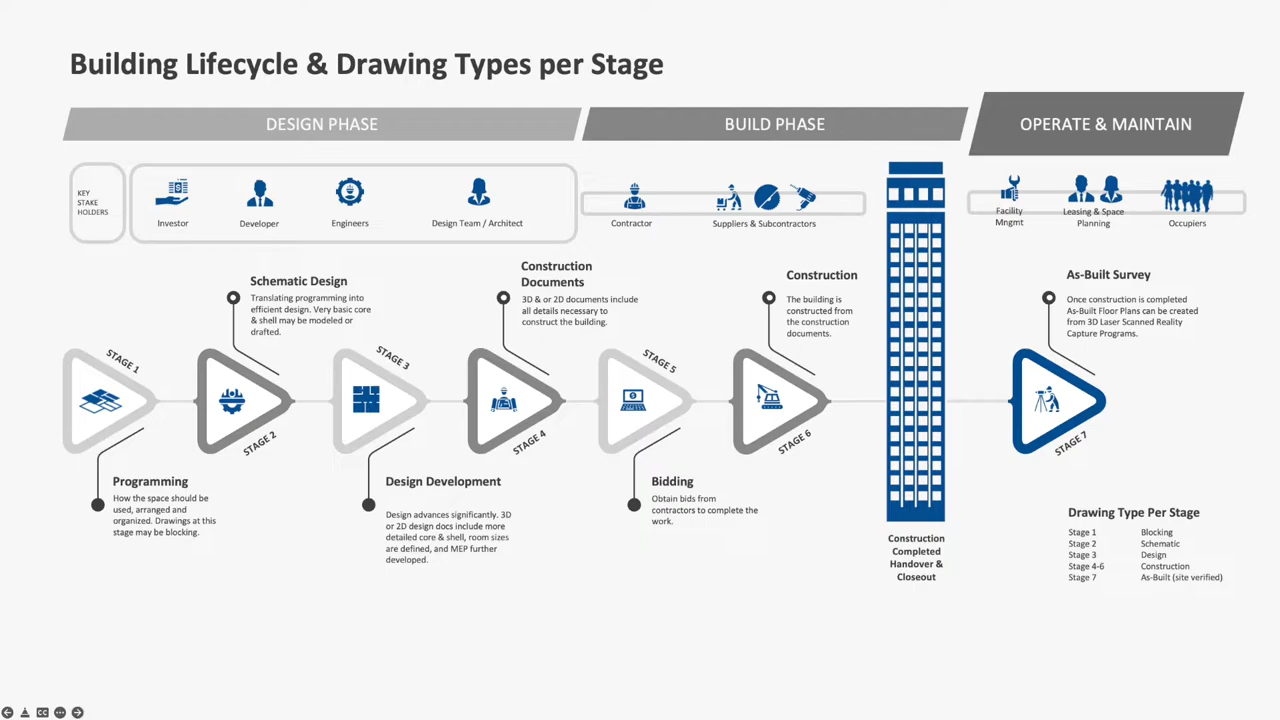 Building Lifecycle & Drawing Types per Stage
DESIGN PHASE
BUILD PHASE
OPERATE & MAINTAIN
KEY
STAKE
HOLDERS
Investor
Developer
Engineers
Design Team / Architect
Contractor
Suppliers & Subcontractors
Facility
Mngmt
Leasing & Space
Planning
Occupiers
Schematic Design
Translating programming into
efficient design. Very basic core
& shell may be modeled or
drafted.
Construction
Documents
3D & or 2D documents include
all details necessary to
construct the building.
Construction
The building is
constructed from
the construction
documents.
As-Built Survey
Once construction is completed
As-Built Floor Plans can be created
from 3D Laser Scanned Reality
Capture Programs.
STAGE 1
STAGE 2
STAGE 3
STAGE 4
STAGE 5
STAGE 6
STAGE 7
Programming
How the space should be
used, arranged and
organized. Drawings at this
stage may be blocking.
Design Development
Design advances significantly. 3D
or 2D design docs include more
detailed core & shell, room sizes
are defined, and MEP further
developed.
Bidding
Obtain bids from
contractors to complete the
work.
Construction
Completed
Handover &
Closeout
Drawing Type Per Stage
Stage 1 Blocking
Stage 2 Schematic
Stage 3 Design
Stage 4-6 Construction
Stage 7 As-Built (site verified)
CC